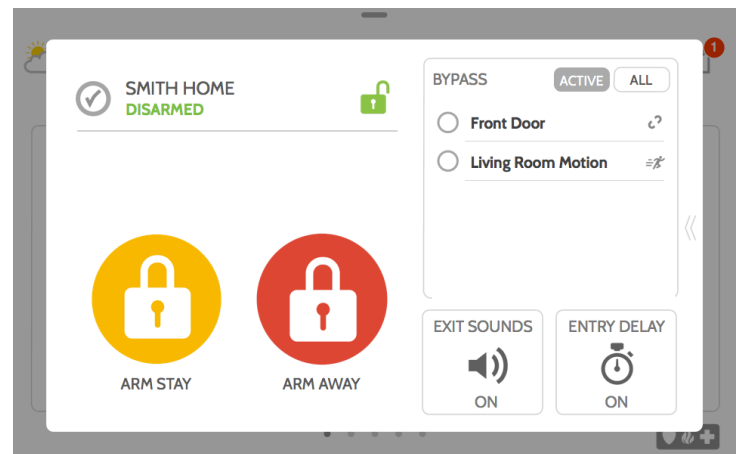 SMITH HOME
DISARMED
ARM STAY
ARM AWAY
BYPASS
ACTIVE
ALL
Front Door
Living Room Motion
EXIT SOUNDS
ON
ENTRY DELAY
ON
1